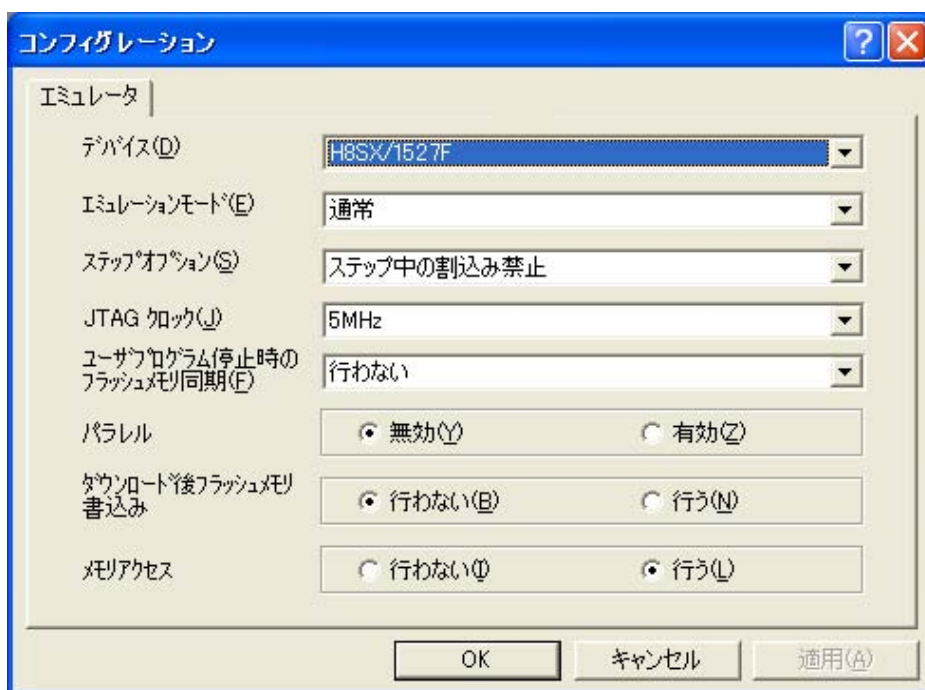 コンフィグレーション
エミュレータ
デバイス(D)
H8SX/1527F
エミュレーションモード(E)
通常
ステップオプション(S)
ステップ中の割込み禁止
JTAG クロック(J)
5MHz
ユーザプログラム停止時の
フラッシュメモリ同期(F)
行わない
パラレル
無効(Y)
有効(Z)
ダウンロード後フラッシュメモリ
書込み
行わない(B)
行う(N)
メモリアクセス
行わない(I)
行う(L)
OK
キャンセル
適用(A)